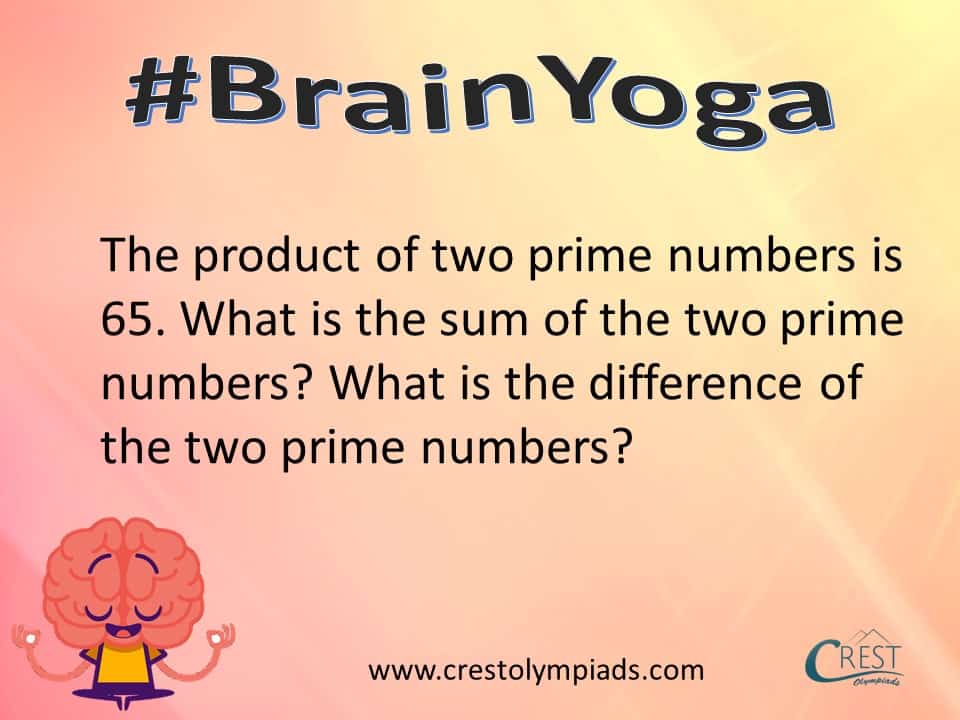 #BrainYoga
The product of two prime numbers is
65. What is the sum of the two prime
numbers? What is the difference of
the two prime numbers?
www.crestolympiads.com
CREST
Olympiads